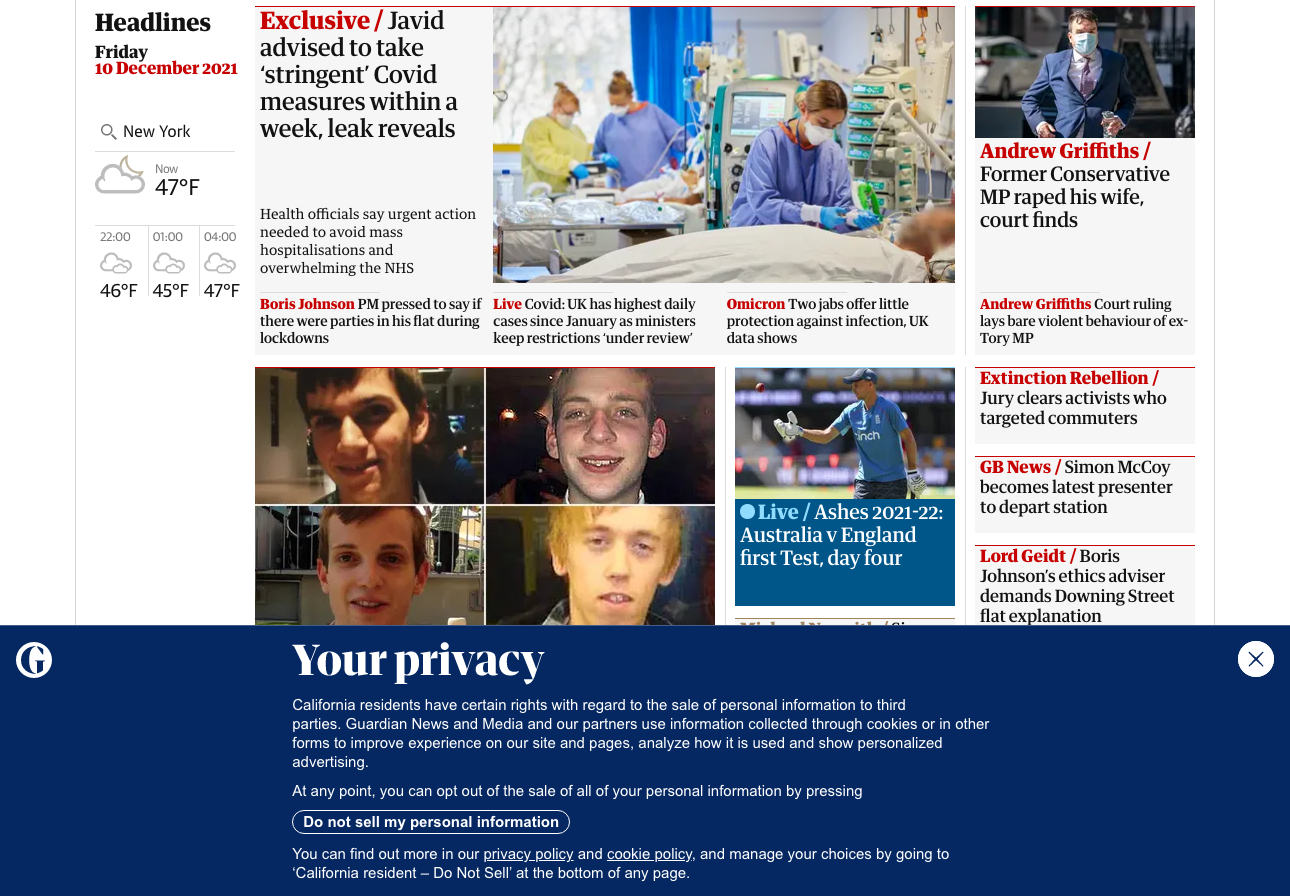 Headlines
Friday
10 December 2021
New York
Now
47°F
22:00
01:00
04:00
46°F
45°F
47°F
Exclusive / Javid
advised to take
‘stringent’ Covid
measures within a
week, leak reveals
Health officials say urgent action
needed to avoid mass
hospitalisations and
overwhelming the NHS
Boris Johnson PM pressed to say if
there were parties in his flat during
lockdowns
Live Covid: UK has highest daily
cases since January as ministers
keep restrictions ‘under review’
Omicron Two jabs offer little
protection against infection, UK
data shows
Andrew Griffiths /
Former Conservative
MP raped his wife,
court finds
Andrew Griffiths Court ruling
lays bare violent behaviour of ex-
Tory MP
cinch
Live / Ashes 2021-22:
Australia v England
first Test, day four
Extinction Rebellion /
Jury clears activists who
targeted commuters
GB News / Simon McCoy
becomes latest presenter
to depart station
Lord Geidt / Boris
Johnson’s ethics adviser
demands Downing Street
flat explanation
G
Your privacy
California residents have certain rights with regard to the sale of personal information to third
parties. Guardian News and Media and our partners use information collected through cookies or in other
forms to improve experience on our site and pages, analyze how it is used and show personalized
advertising.
At any point, you can opt out of the sale of all of your personal information by pressing
Do not sell my personal information
You can find out more in our privacy policy and cookie policy, and manage your choices by going to
‘California resident – Do Not Sell’ at the bottom of any page.